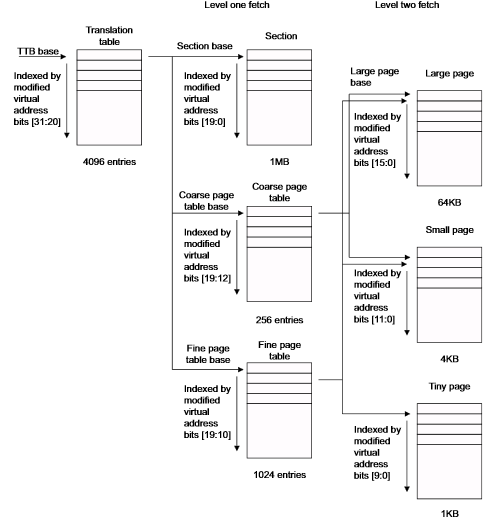 Level one fetch
Level two fetch
Translation
table
TTB base
Indexed by
modified
virtual
address
bits [31:20]
4096 entries
Section base
Section
Indexed by
modified
virtual
address
bits [19:0]
1MB
Large page
base
Large page
Indexed by
modified
virtual
address
bits [15:0]
64KB
Coarse page
table base
Coarse page
table
Indexed by
modified
virtual
address
bits [19:12]
256 entries
Small page
Indexed by
modified
virtual
address
bits [11:0]
4KB
Fine page
table base
Fine page
table
Indexed by
modified
virtual
address
bits [19:10]
1024 entries
Tiny page
Indexed by
modified
virtual
address
bits [9:0]
1KB